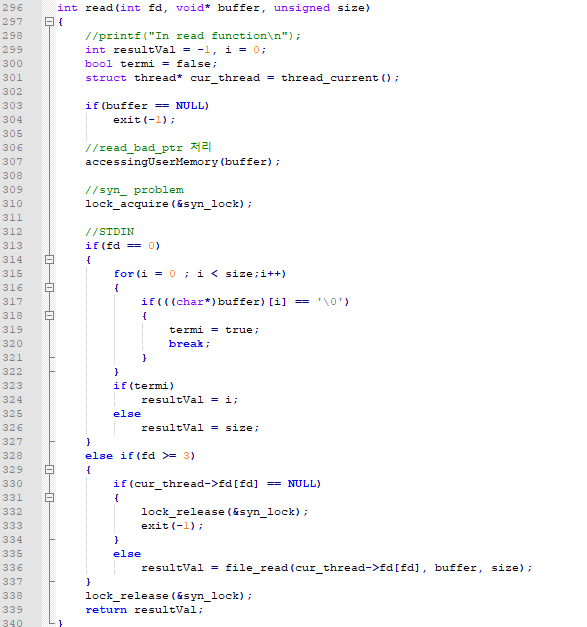 296 int read(int fd, void* buffer, unsigned size)
297 {
298 //printf("In read function\n");
299 int resultVal = -1, i = 0;
300 bool termi = false;
301 struct thread* cur_thread = thread_current();
302
303 if(buffer == NULL)
304 exit(-1);
305
306 //read_bad_ptr 처리
307 accessingUserMemory(buffer);
308
309 //syn_ problem
310 lock_acquire(&syn_lock);
311
312 //STDIN
313 if(fd == 0)
314 {
315 for(i = 0 ; i < size;i++)
316 {
317 if(((char*)buffer)[i] == '\0')
318 {
319 termi = true;
320 break;
321 }
322 }
323 if(termi)
324 resultVal = i;
325 else
326 resultVal = size;
327 }
328 else if(fd >= 3)
329 {
330 if(cur_thread->fd[fd] == NULL)
331 {
332 lock_release(&syn_lock);
333 exit(-1);
334 }
335 else
336 resultVal = file_read(cur_thread->fd[fd], buffer, size);
337 }
338 lock_release(&syn_lock);
339 return resultVal;
340 }